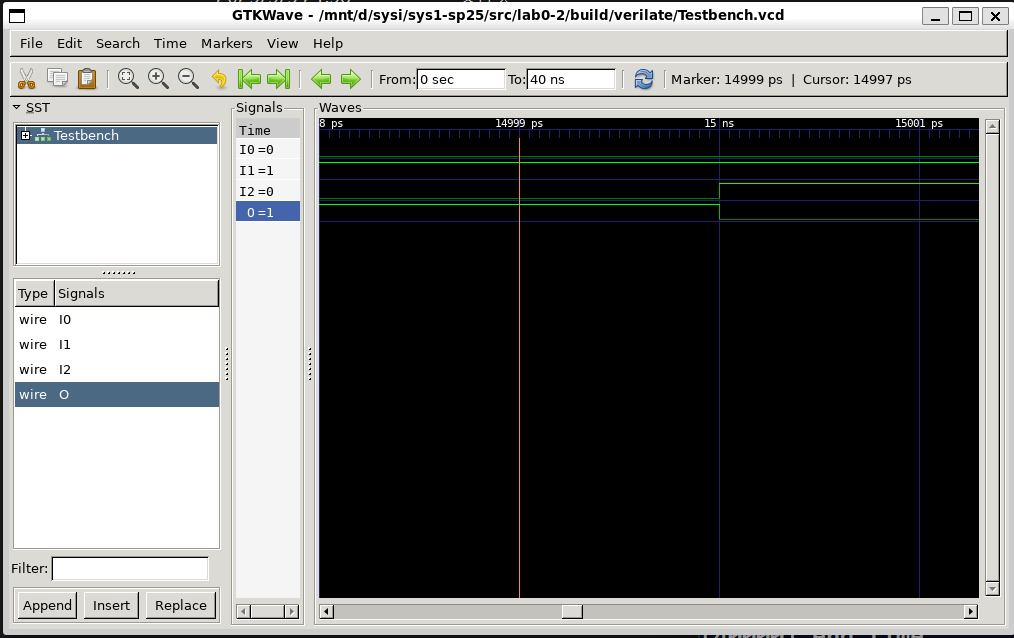 GTKWave - /mnt/d/sysi/sys1-sp25/src/lab0-2/build/verilate/Testbench.vcd
File Edit Search Time Markers View Help
From: 0 sec To: 40 ns Marker: 14999 ps | Cursor: 14997 ps
SST
Testbench
Type Signals
wire I0
wire I1
wire I2
wire O
Filter:
Append Insert Replace
Signals
Time
I0 =0
I1 =1
I2 =0
O =1
Waves
8 ps 14999 ps 15 ns 15001 ps